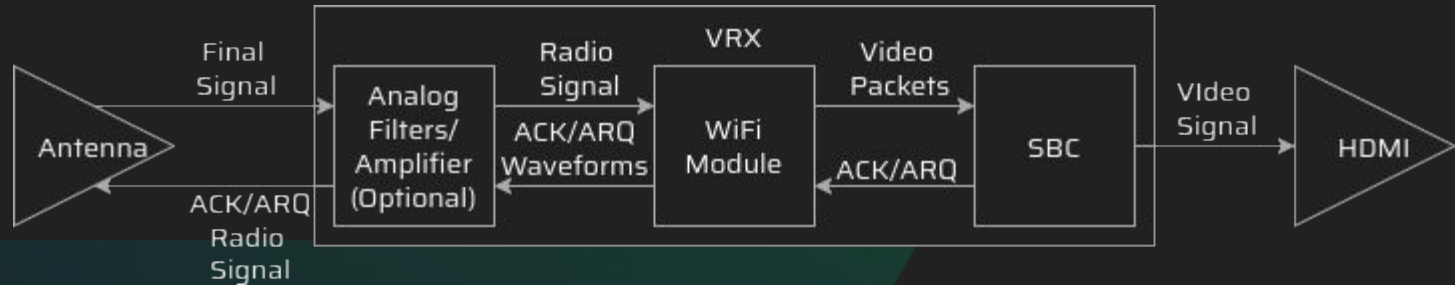 VRX
Final
Signal
Radio
Signal
Video
Packets
VIdeo
Signal
Antenna
Analog
Filters/
Amplifier
(Optional)
ACK/ARQ
Waveforms
WiFi
Module
ACK/ARQ
SBC
HDMI
ACK/ARQ
Radio
Signal